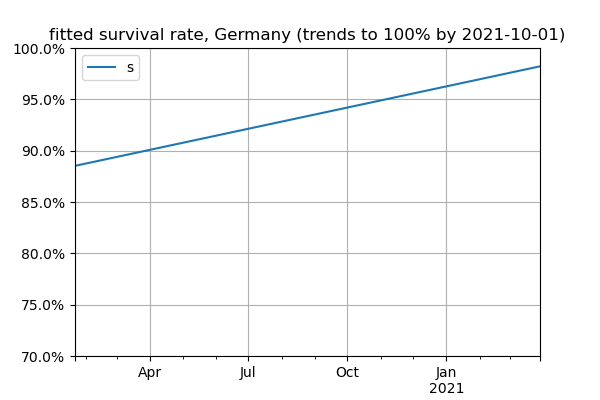 fitted survival rate, Germany (trends to 100% by 2021-10-01)
100.0%
s
95.0%
90.0%
85.0%
80.0%
75.0%
70.0%
Apr Jul Oct Jan
2021